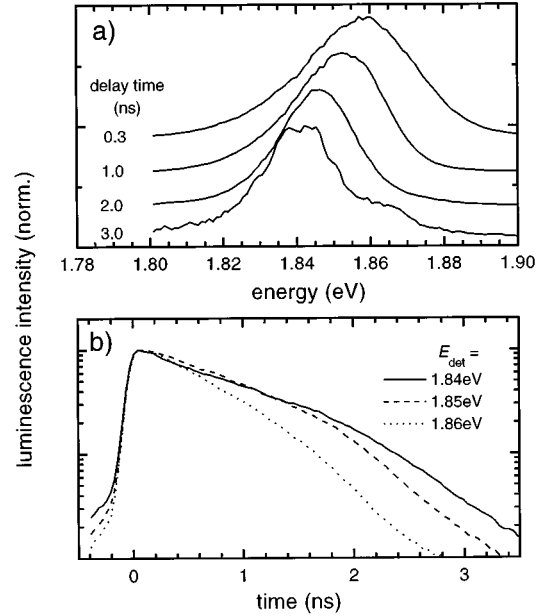 a)
delay time
(ns)
0.3
1.0
2.0
3.0
1.78 1.80 1.82 1.84 1.86 1.88 1.90
energy (eV)
luminescence intensity (norm.)
b)
E_det =
1.84eV
1.85eV
1.86eV
0 1 2 3
time (ns)